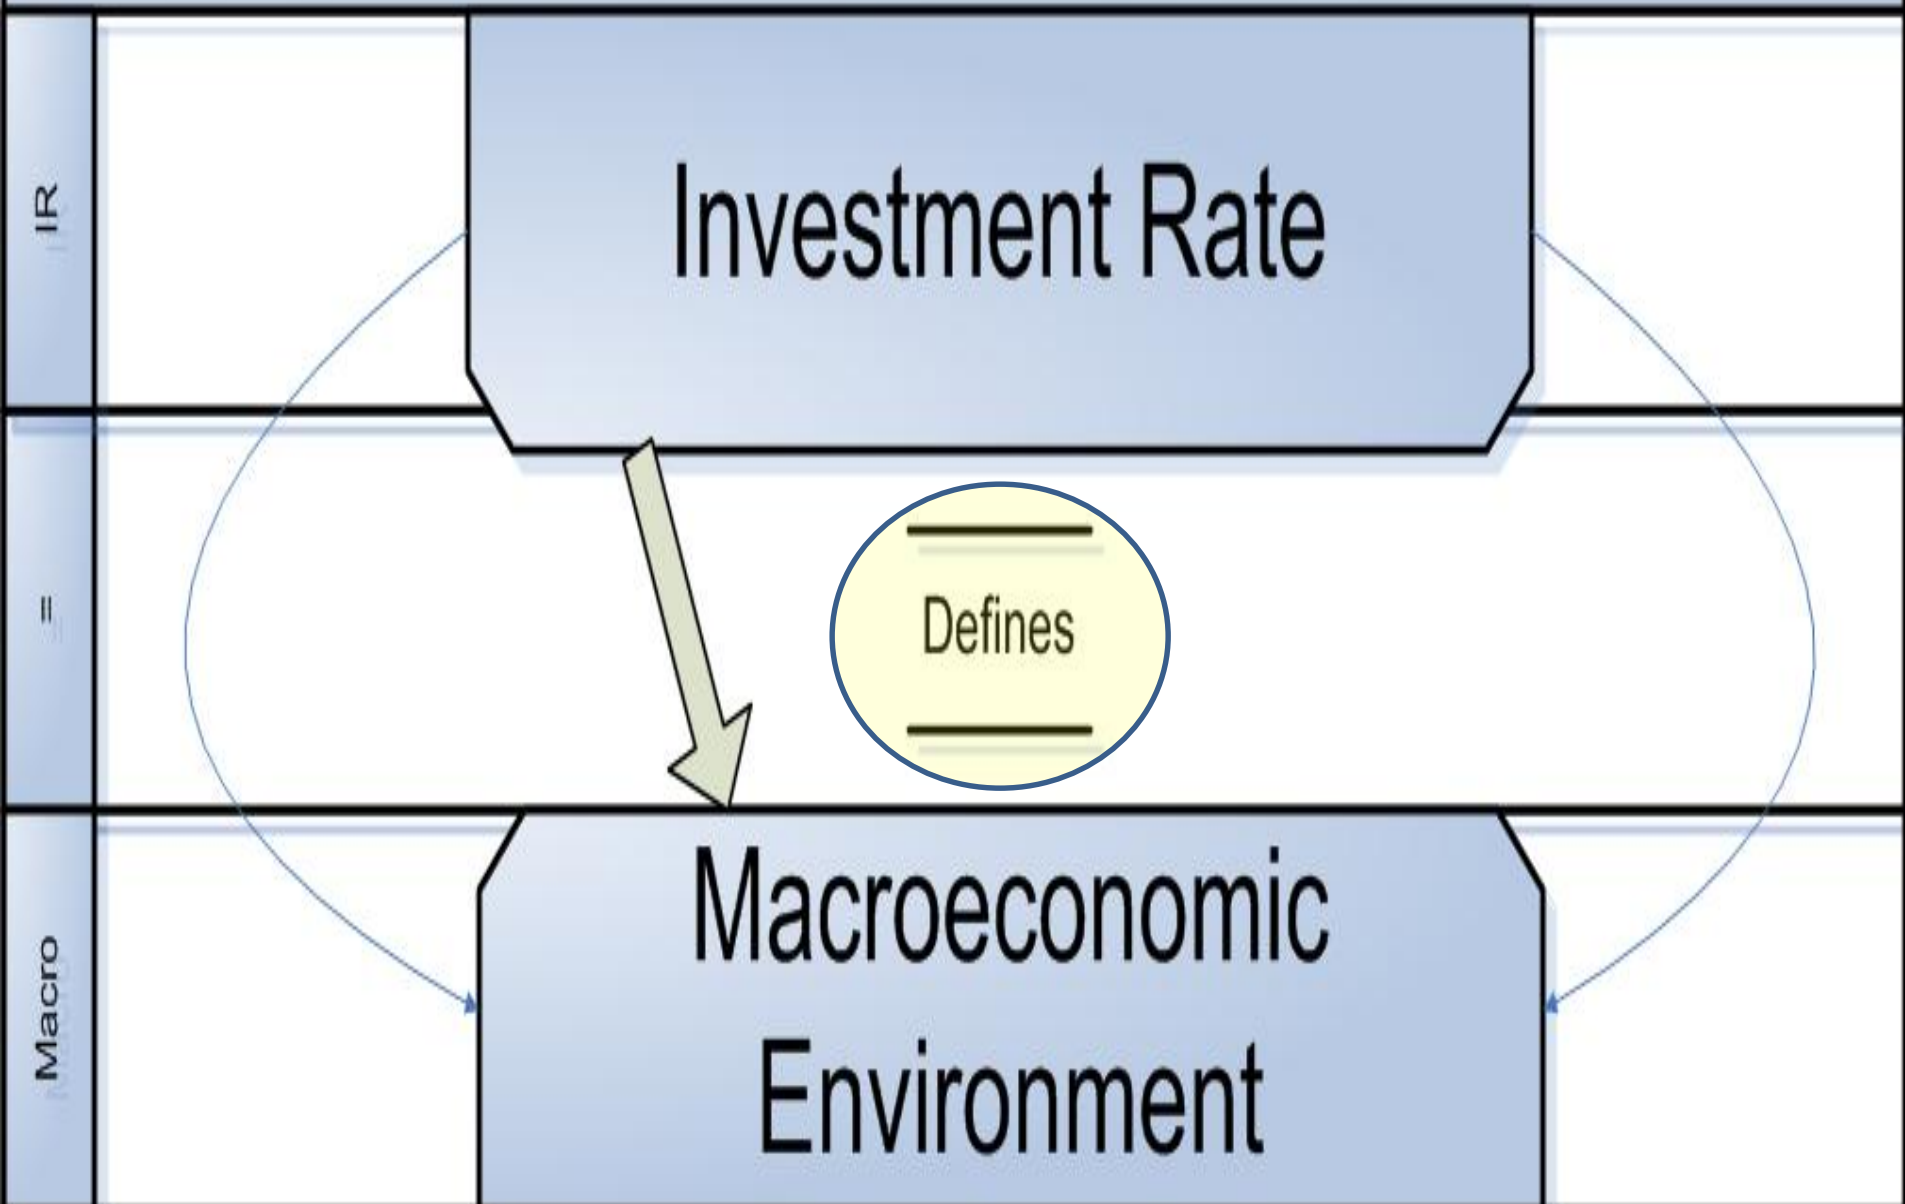 IR
Investment Rate
=
Defines
Macro
Macroeconomic
Environment